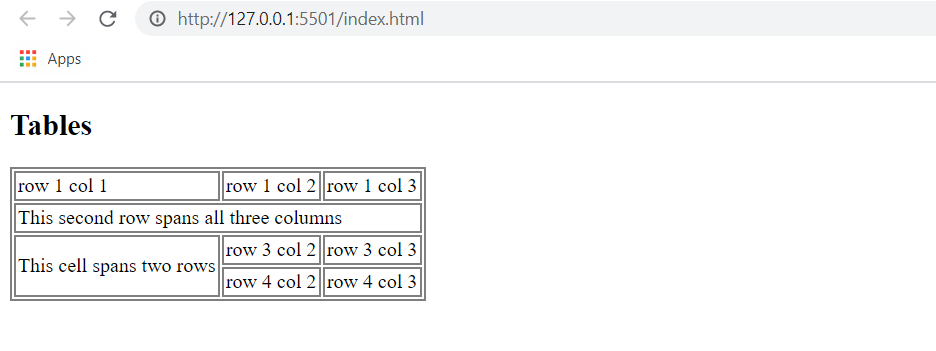 http://127.0.0.1:5501/index.html
Apps
Tables
row 1 col 1 row 1 col 2 row 1 col 3
This second row spans all three columns
This cell spans two rows row 3 col 2 row 3 col 3
row 4 col 2 row 4 col 3